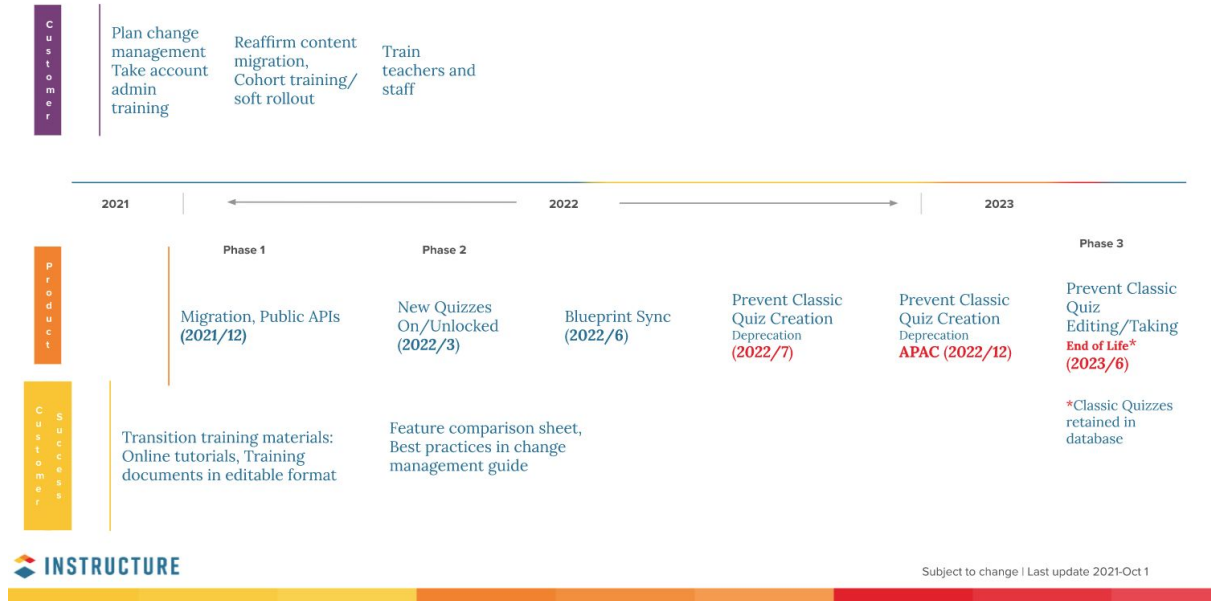 Customer
Plan change
management
Take account
admin
training
Reaffirm content
migration,
Cohort training/
soft rollout
Train
teachers and
staff
2021
2022
2023
Product
Phase 1
Migration, Public APIs
(2021/12)
Phase 2
New Quizzes
On/Unlocked
(2022/3)
Blueprint Sync
(2022/6)
Prevent Classic
Quiz Creation
Deprecation
(2022/7)
Prevent Classic
Quiz Creation
Deprecation
APAC (2022/12)
Phase 3
Prevent Classic
Quiz
Editing/Taking
End of Life*
(2023/6)
*Classic Quizzes
retained in
database
Customer
Success
Transition training materials:
Online tutorials, Training
documents in editable format
Feature comparison sheet,
Best practices in change
management guide
INSTRUCTURE
Subject to change | Last update 2021-Oct 1